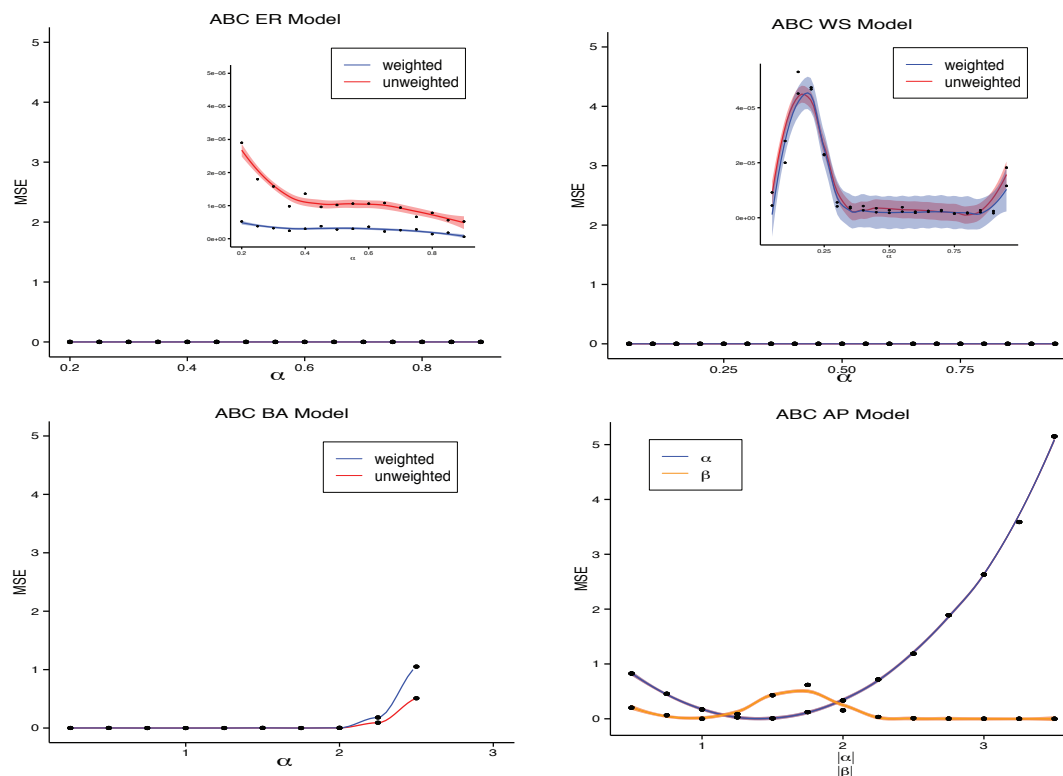 ABC ER Model
5
4
3
2
1
0
MSE
0.2
0.4
0.6
0.8
α
weighted
unweighted
5e-06
4e-06
3e-06
2e-06
1e-06
0e+00
MSE
0.2
0.4
0.6
0.8
α
ABC WS Model
5
4
3
2
1
0
MSE
0.25
0.50
0.75
α
weighted
unweighted
4e-05
2e-05
0e+00
MSE
0.25
0.50
0.75
α
ABC BA Model
5
4
3
2
1
0
MSE
1
2
3
α
weighted
unweighted
ABC AP Model
5
4
3
2
1
0
MSE
1
2
3
|α|
|β|
α
β